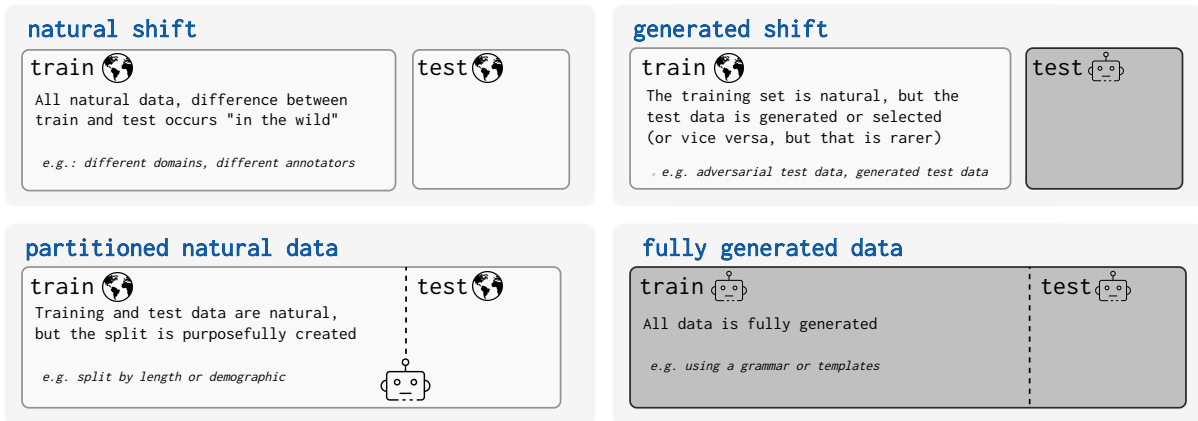 natural shift
train
test
All natural data, difference between
train and test occurs "in the wild"
e.g.: different domains, different annotators
generated shift
train
test
The training set is natural, but the
test data is generated or selected
(or vice versa, but that is rarer)
e.g. adversarial test data, generated test data
partitioned natural data
train
test
Training and test data are natural,
but the split is purposefully created
e.g. split by length or demographic
fully generated data
train
test
All data is fully generated
e.g. using a grammar or templates